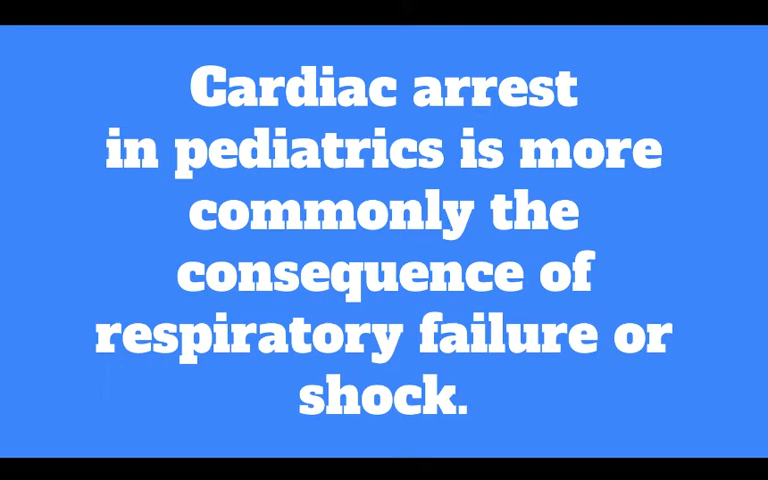 Cardiac arrest
in pediatrics is more
commonly the
consequence of
respiratory failure or
shock.